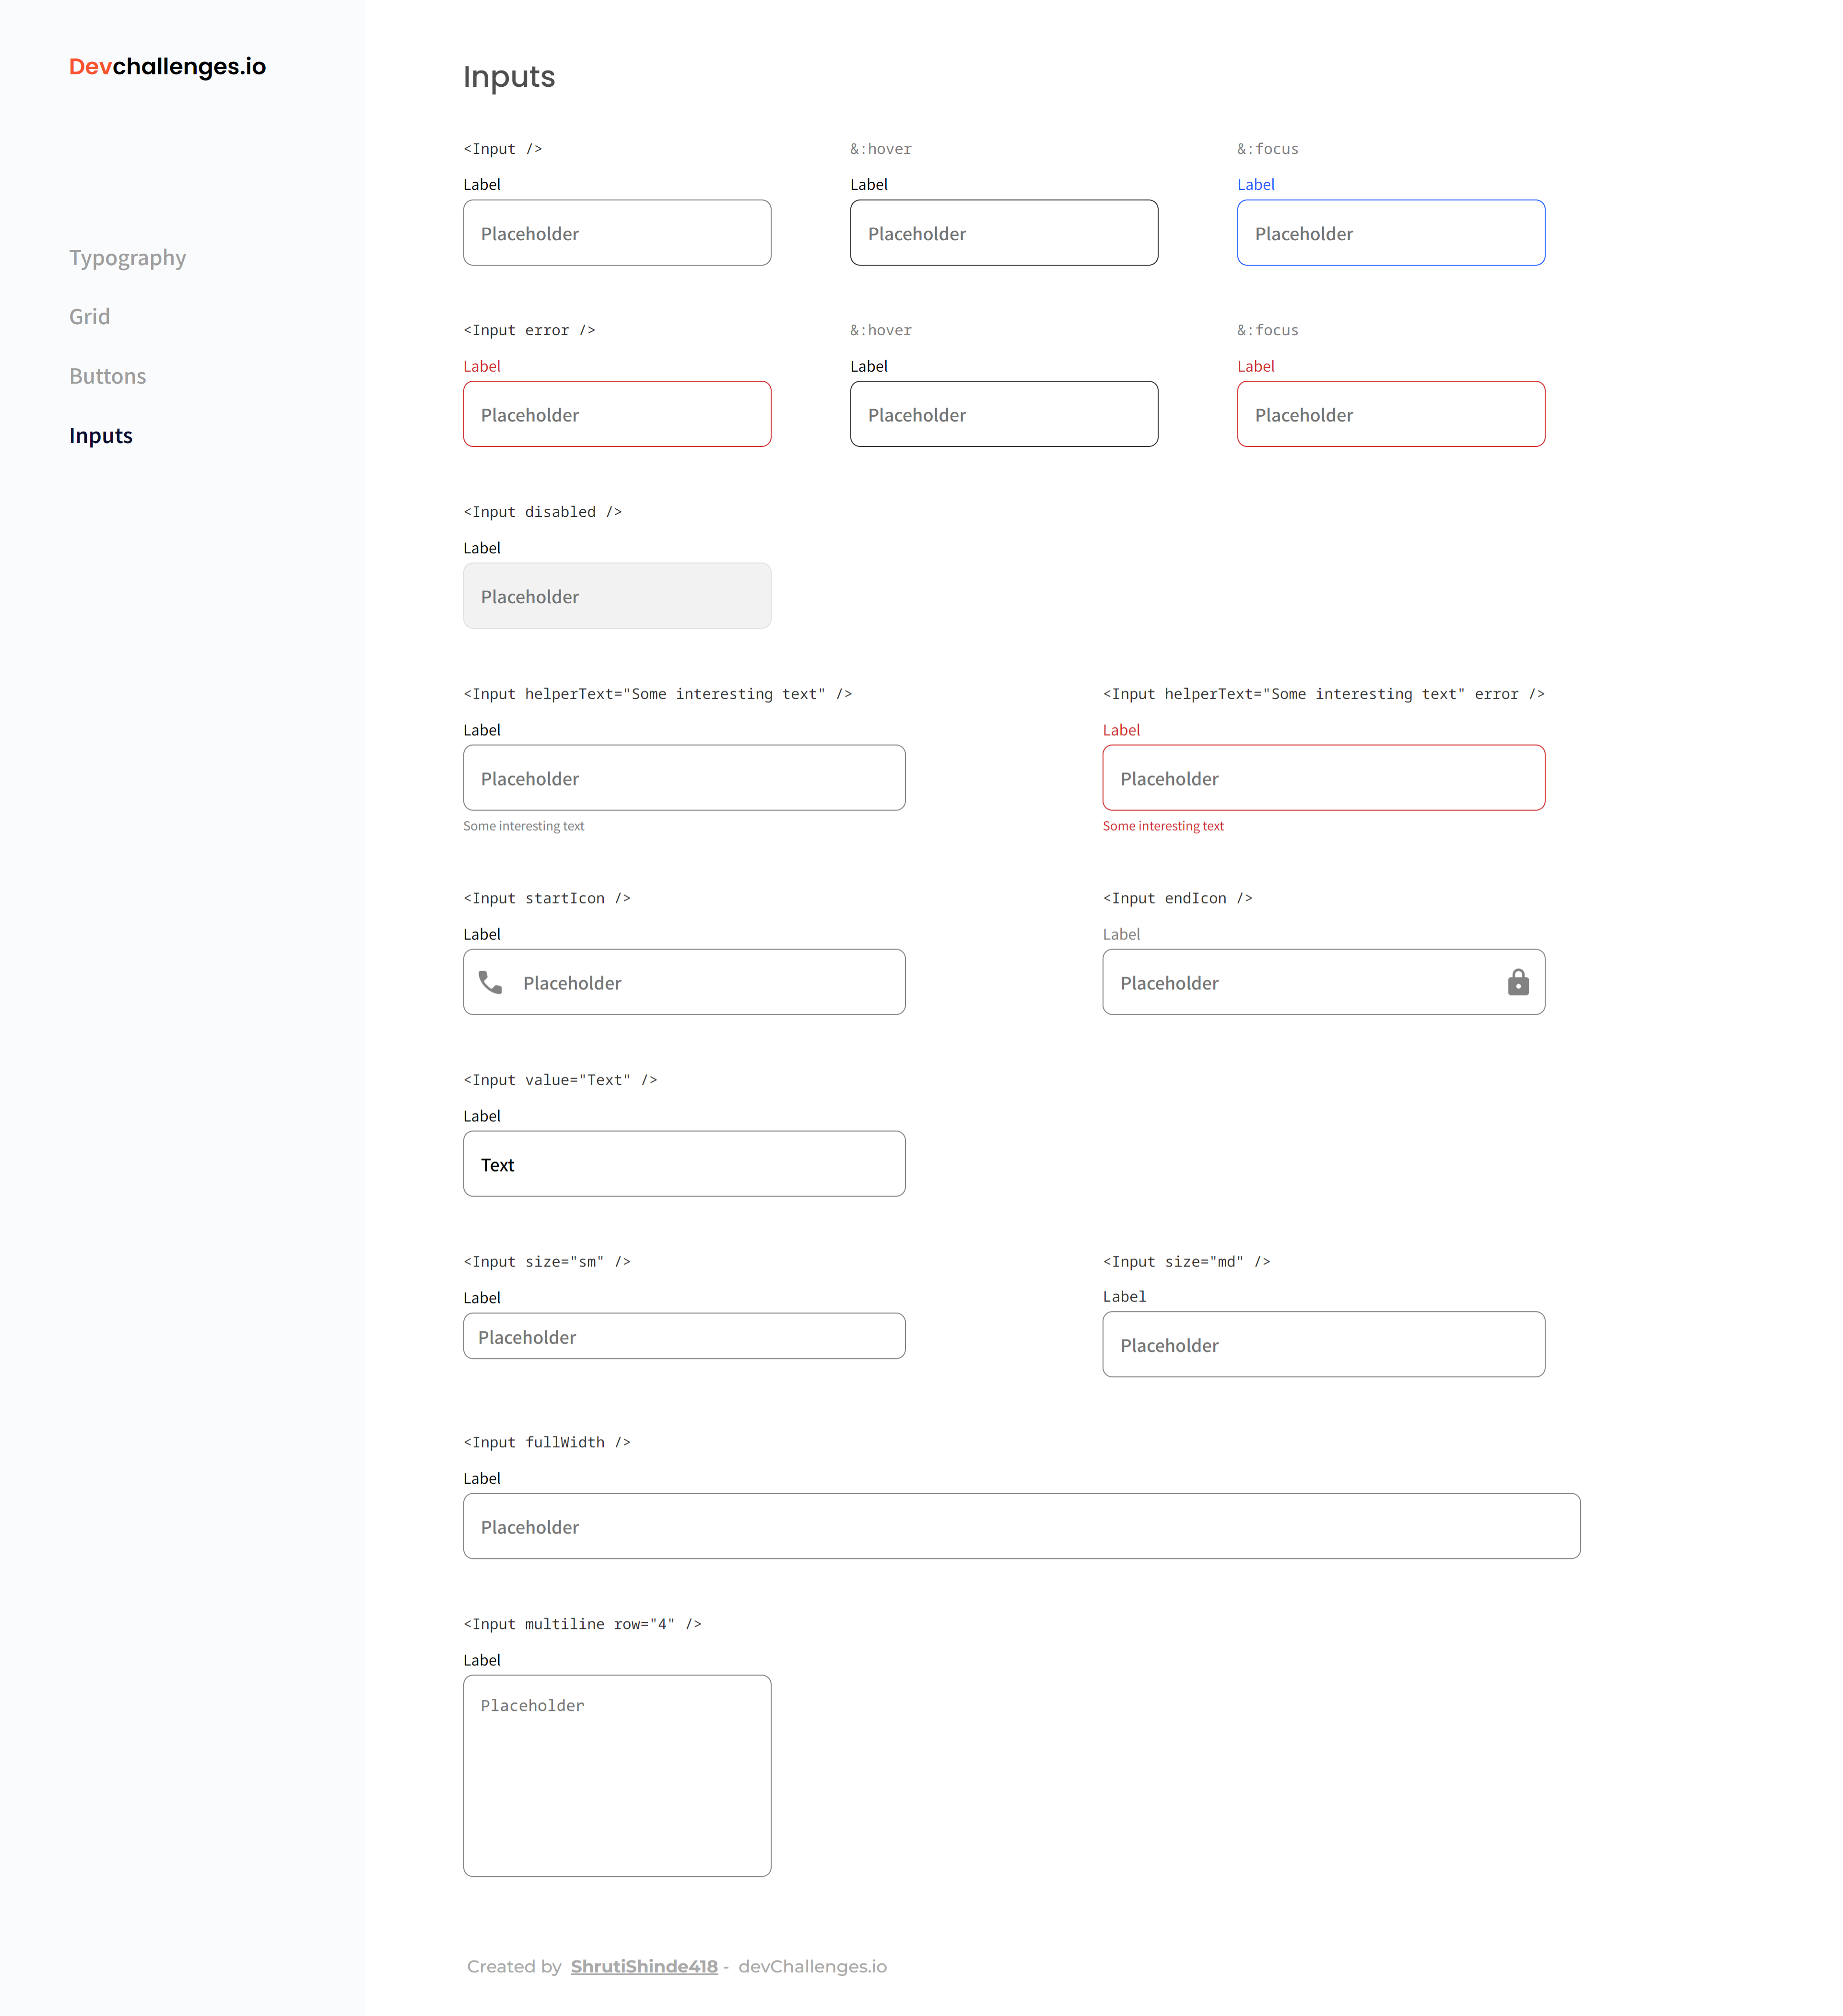 Devchallenges.io
Typography
Grid
Buttons
Inputs
Inputs
<Input />
&:hover
&:focus
Label
Label
Label
Placeholder
Placeholder
Placeholder
<Input error />
&:hover
&:focus
Label
Label
Label
Placeholder
Placeholder
Placeholder
<Input disabled />
Label
Placeholder
<Input helperText="Some interesting text" />
<Input helperText="Some interesting text" error />
Label
Label
Placeholder
Placeholder
Some interesting text
Some interesting text
<Input startIcon />
<Input endIcon />
Label
Label
Placeholder
Placeholder
<Input value="Text" />
Label
Text
<Input size="sm" />
<Input size="md" />
Label
Label
Placeholder
Placeholder
<Input fullWidth />
Label
Placeholder
<Input multiline row="4" />
Label
Placeholder
Created by ShrutiShinde418 - devChallenges.io